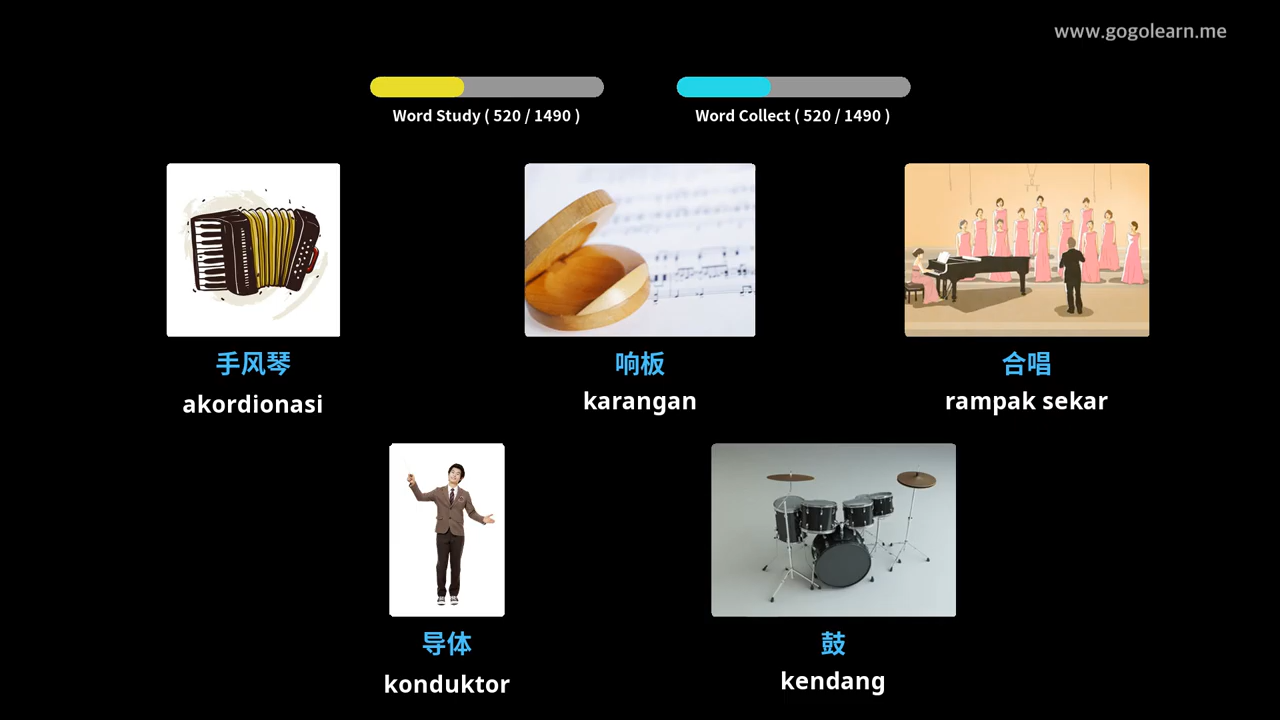 www.gogolearn.me
Word Study ( 520 / 1490 )
Word Collect ( 520 / 1490 )
手风琴
akordionasi
响板
karangan
合唱
rampak sekar
导体
konduktor
鼓
kendang